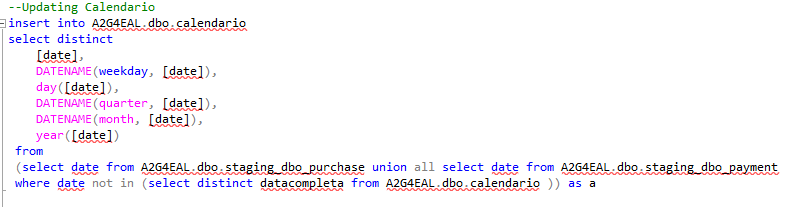 --Updating Calendario
insert into A2G4EAL.dbo.calendario
select distinct
[date],
DATENAME(weekday, [date]),
day([date]),
DATENAME(quarter, [date]),
DATENAME(month, [date]),
year([date])
from
(select date from A2G4EAL.dbo.staging_dbo_purchase union all select date from A2G4EAL.dbo.staging_dbo_payment
where date not in (select distinct datacompleta from A2G4EAL.dbo.calendario )) as a